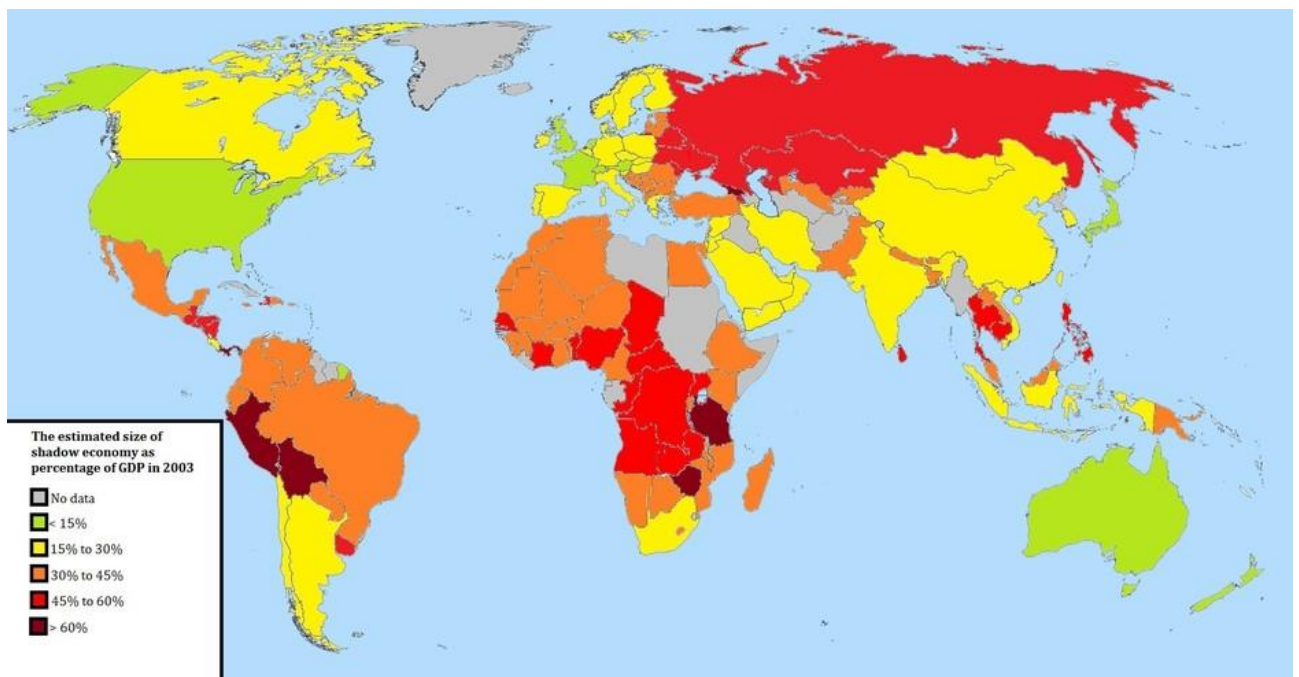 The estimated size of
shadow economy as
percentage of GDP in 2003
No data
< 15%
15% to 30%
30% to 45%
45% to 60%
> 60%